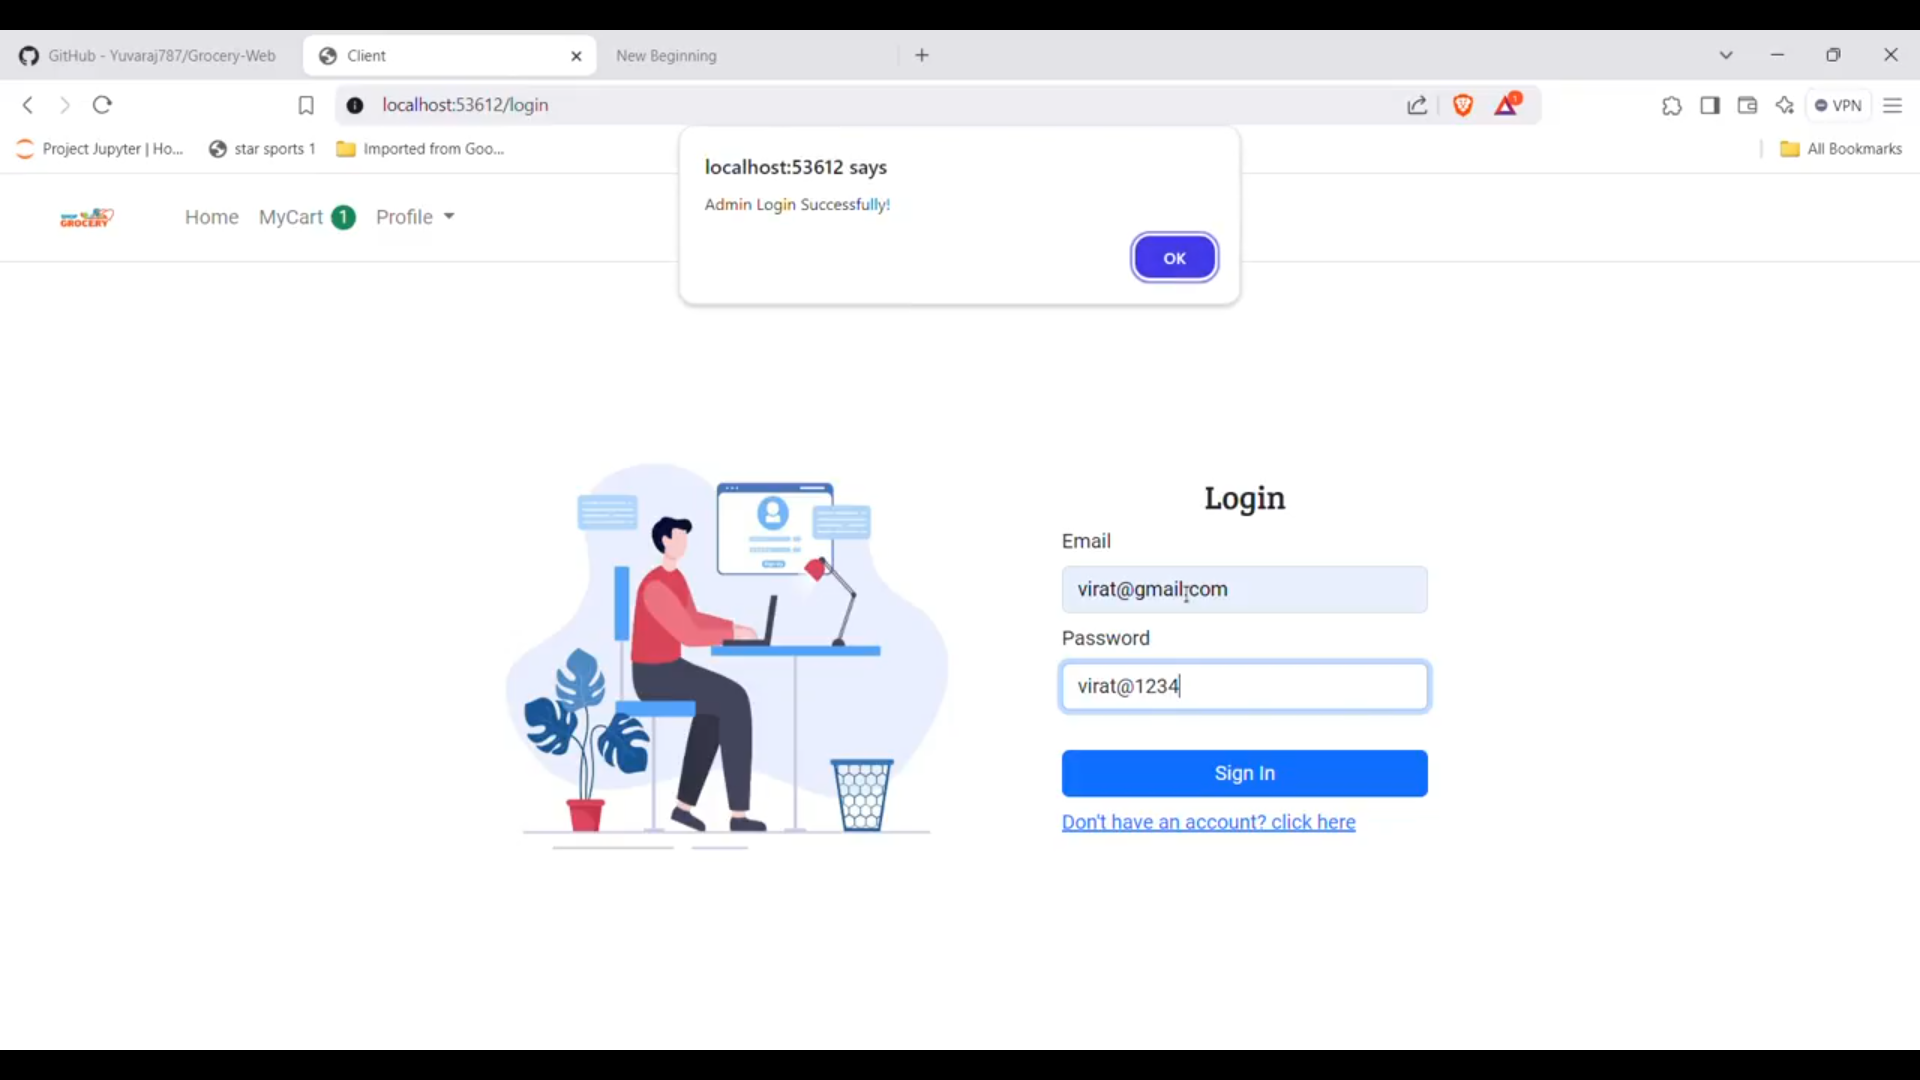 GitHub - Yuvaraj787/Grocery-Web
Client
New Beginning
localhost:53612/login
1
VPN
Project Jupyter | Ho...
star sports 1
Imported from Goo...
All Bookmarks
localhost:53612 says
Admin Login Successfully!
OK
GROCERY
Home
MyCart 1
Profile
Login
Email
virat@gmail.com
Password
virat@1234
Sign In
Don't have an account? click here